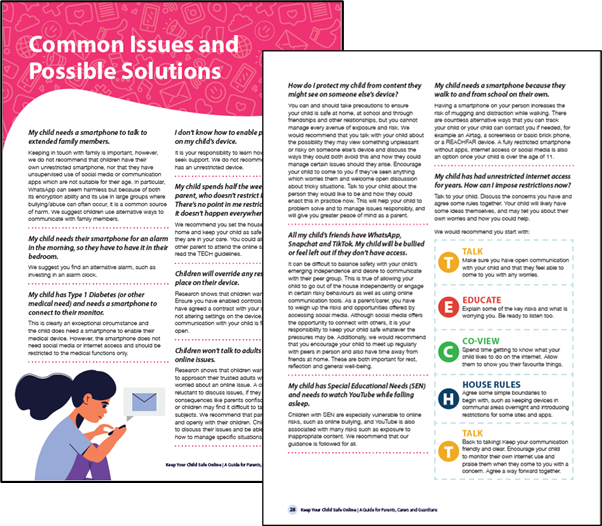 Common Issues and
Possible Solutions
My child needs a smartphone to talk to
extended family members.
Keeping in touch with family is important, however,
we do not recommend that children have their
own unrestricted smartphone, nor that they have
unsupervised use of social media or communication
apps which are not suitable for their age. In particular,
WhatsApp can seem harmless but because of both
its encryption ability and its use in large groups where
bullying/abuse can often occur, it is a common source
of harm. We suggest children use alternative ways to
communicate with family members.
My child needs their smartphone for an alarm
in the morning, so they have to have it in their
bedroom.
We suggest you find an alternative alarm, such as
investing in an alarm clock.
My child has Type 1 Diabetes (or other
medical need) and needs a smartphone to
connect to their monitor.
This is clearly an exceptional circumstance and
the child does need a smartphone to enable their
medical device. However, the smartphone does not
need social media or internet access and should be
restricted to the medical functions only.
I don't know how to enable p
on my child's device.
It is your responsibility to learn how
seek support. We do not recommen
has an unrestricted device.
My child spends half the wee
parent, who doesn't restrict i
There's no point in me restric
it doesn't happen everywher
We recommend you set the house
home and keep your child as safe
they are in your care. You could al
other parent to attend the online s
read the TECH guidelines.
Children will override any res
place on their device.
Research shows that children wan
Ensure you have enabled controls
have agreed a contract with your c
not altering settings on the device,
communication with your child is f
open.
Children won't talk to adults
online issues.
Research shows that children wan
to approach their trusted adults wh
worried about an online issue. A c
reluctant to discuss issues, if they
consequences like parents confisc
or children may find it difficult to ta
subjects. We recommend that pare
and openly with their children. Chil
to discuss their issues and be able
how to manage specific situations.
Keep Your Child Safe Online | A Guide for Parents,
How do I protect my child from content they
might see on someone else's device?
You can and should take precautions to ensure
your child is safe at home, at school and through
friendships and other relationships, but you cannot
manage every avenue of exposure and risk. We
would recommend that you talk with your child about
the possibility they may view something unpleasant
or risky on someone else's device and discuss the
ways they could both avoid this and how they could
manage certain issues should they arise. Encourage
your child to come to you if they've seen anything
which worries them and welcome open discussion
about tricky situations. Talk to your child about the
person they would like to be and how they could
enact this in practice now. This will help your child to
problem solve and to manage issues responsibly, and
will give you greater peace of mind as a parent.
All my child's friends have WhatsApp,
Snapchat and TikTok. My child will be bullied
or feel left out if they don't have access.
It can be difficult to balance safety with your child's
emerging independence and desire to communicate
with their peer group. This is true of allowing your
child to go out of the house independently or engage
in certain risky behaviours as well as using online
communication tools. As a parent/carer, you have
to weigh up the risks and opportunities offered by
accessing social media. Although social media offers
the opportunity to connect with others, it is your
responsibility to keep your child safe whatever the
pressures may be. Additionally, we would recommend
that you encourage your child to meet up regularly
with peers in person and also have time away from
friends at home. These are both important for rest,
reflection and general well-being.
My child has Special Educational Needs (SEN)
and needs to watch YouTube while falling
asleep.
Children with SEN are especially vulnerable to online
risks, such as online bullying, and YouTube is also
associated with many risks such as exposure to
inappropriate content. We recommend that our
guidance is followed for all.
My child needs a smartphone because they
walk to and from school on their own.
Having a smartphone on your person increases the
risk of mugging and distraction while walking. There
are countless alternative ways that you can track
your child or your child can contact you if needed, for
example an Airtag, a screenless or basic brick phone,
or a REACHFAR device. A fully restricted smartphone
without apps, internet access or social media is also
an option once your child is over the age of 11.
My child has had unrestricted internet access
for years. How can I impose restrictions now?
Talk to your child. Discuss the concerns you have and
agree some rules together. Your child will likely have
some ideas themselves, and may tell you about their
own worries and how you could help.
We would recommend you start with:
T
TALK
Make sure you have open communication
with your child and that they feel able to
come to you with any worries.
E
EDUCATE
Explain some of the key risks and what is
worrying you. Be ready to listen too.
C
CO-VIEW
Spend time getting to know what your
child likes to do on the internet. Allow
them to show you their favourite things.
H
HOUSE RULES
Agree some simple boundaries to
begin with, such as keeping devices in
communal areas overnight and introducing
restrictions for some sites and apps.
T
TALK
Back to talking! Keep your communication
friendly and clear. Encourage your child
to monitor their own internet use and
praise them when they come to you with a
concern. Agree a way forward together.
28 Keep Your Child Safe Online | A Guide for Parents, Carers and Guardians